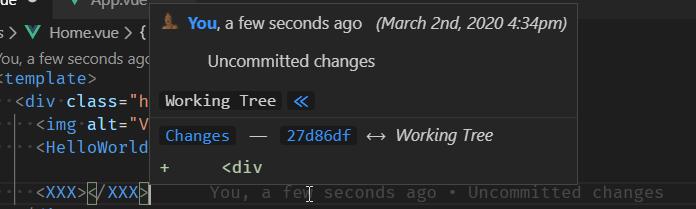 ue
App.vue
s > Home.vue > {
You, a few seconds ago
<template>
<div class="h
<img alt="V
<HelloWorld
<XXX></XXX>
You, a few seconds ago • Uncommitted changes
You, a few seconds ago (March 2nd, 2020 4:34pm)
Uncommitted changes
Working Tree
Changes — 27d86df ↔ Working Tree
+ <div